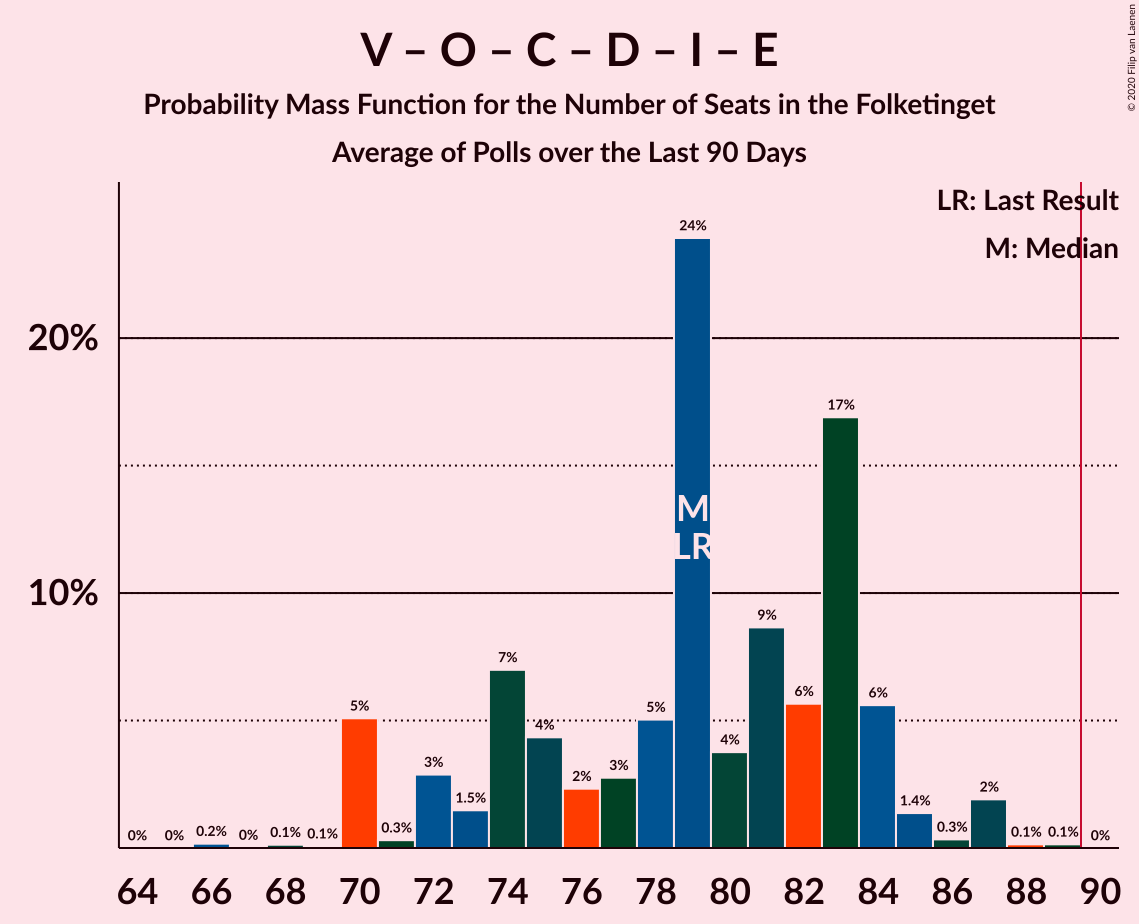 V – O – C – D – I – E
Probability Mass Function for the Number of Seats in the Folketinget
Average of Polls over the Last 90 Days
© 2020 Filip van Laenen
LR: Last Result
M: Median
20%
10%
0% 0% 0.2% 0% 0.1% 0.1% 5% 0.3% 3% 1.5% 7% 4% 2% 3% 5% 24% 4% 9% 6% 17% 6% 1.4% 0.3% 2% 0.1% 0.1% 0%
M
LR
64 66 68 70 72 74 76 78 80 82 84 86 88 90